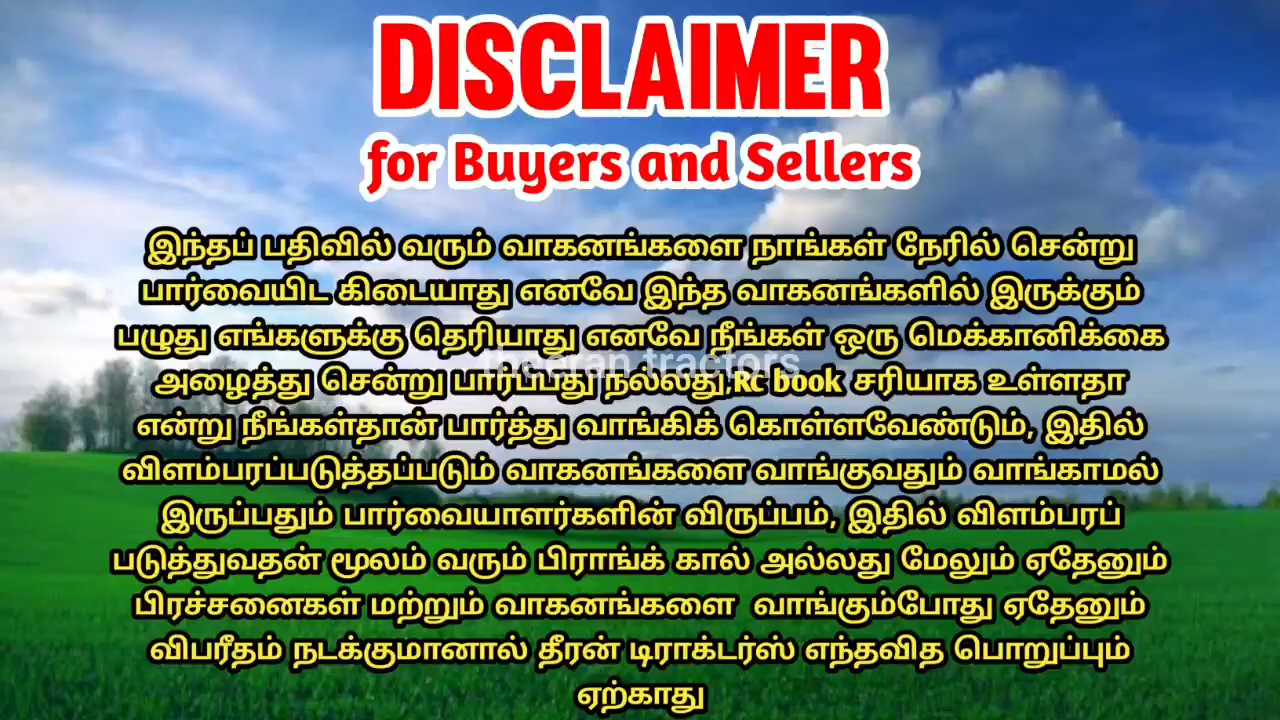 DISCLAIMER
for Buyers and Sellers
இந்தப் பதிவில் வரும் வாகனங்களை நாங்கள் நேரில் சென்று
பார்வையிட கிடையாது எனவே இந்த வாகனங்களில் இருக்கும்
பழுது எங்களுக்கு தெரியாது எனவே நீங்கள் ஒரு மெக்கானிக்கை
theeran tractors
அழைத்து சென்று பார்ப்பது நல்லது,Rc book சரியாக உள்ளதா
என்று நீங்கள்தான் பார்த்து வாங்கிக் கொள்ளவேண்டும், இதில்
விளம்பரப்படுத்தப்படும் வாகனங்களை வாங்குவதும் வாங்காமல்
இருப்பதும் பார்வையாளர்களின் விருப்பம், இதில் விளம்பரப்
படுத்துவதன் மூலம் வரும் பிராங்க் கால் அல்லது மேலும் ஏதேனும்
பிரச்சனைகள் மற்றும் வாகனங்களை வாங்கும்போது ஏதேனும்
விபரீதம் நடக்குமானால் தீரன் டிராக்டர்ஸ் எந்தவித பொறுப்பும்
ஏற்காது